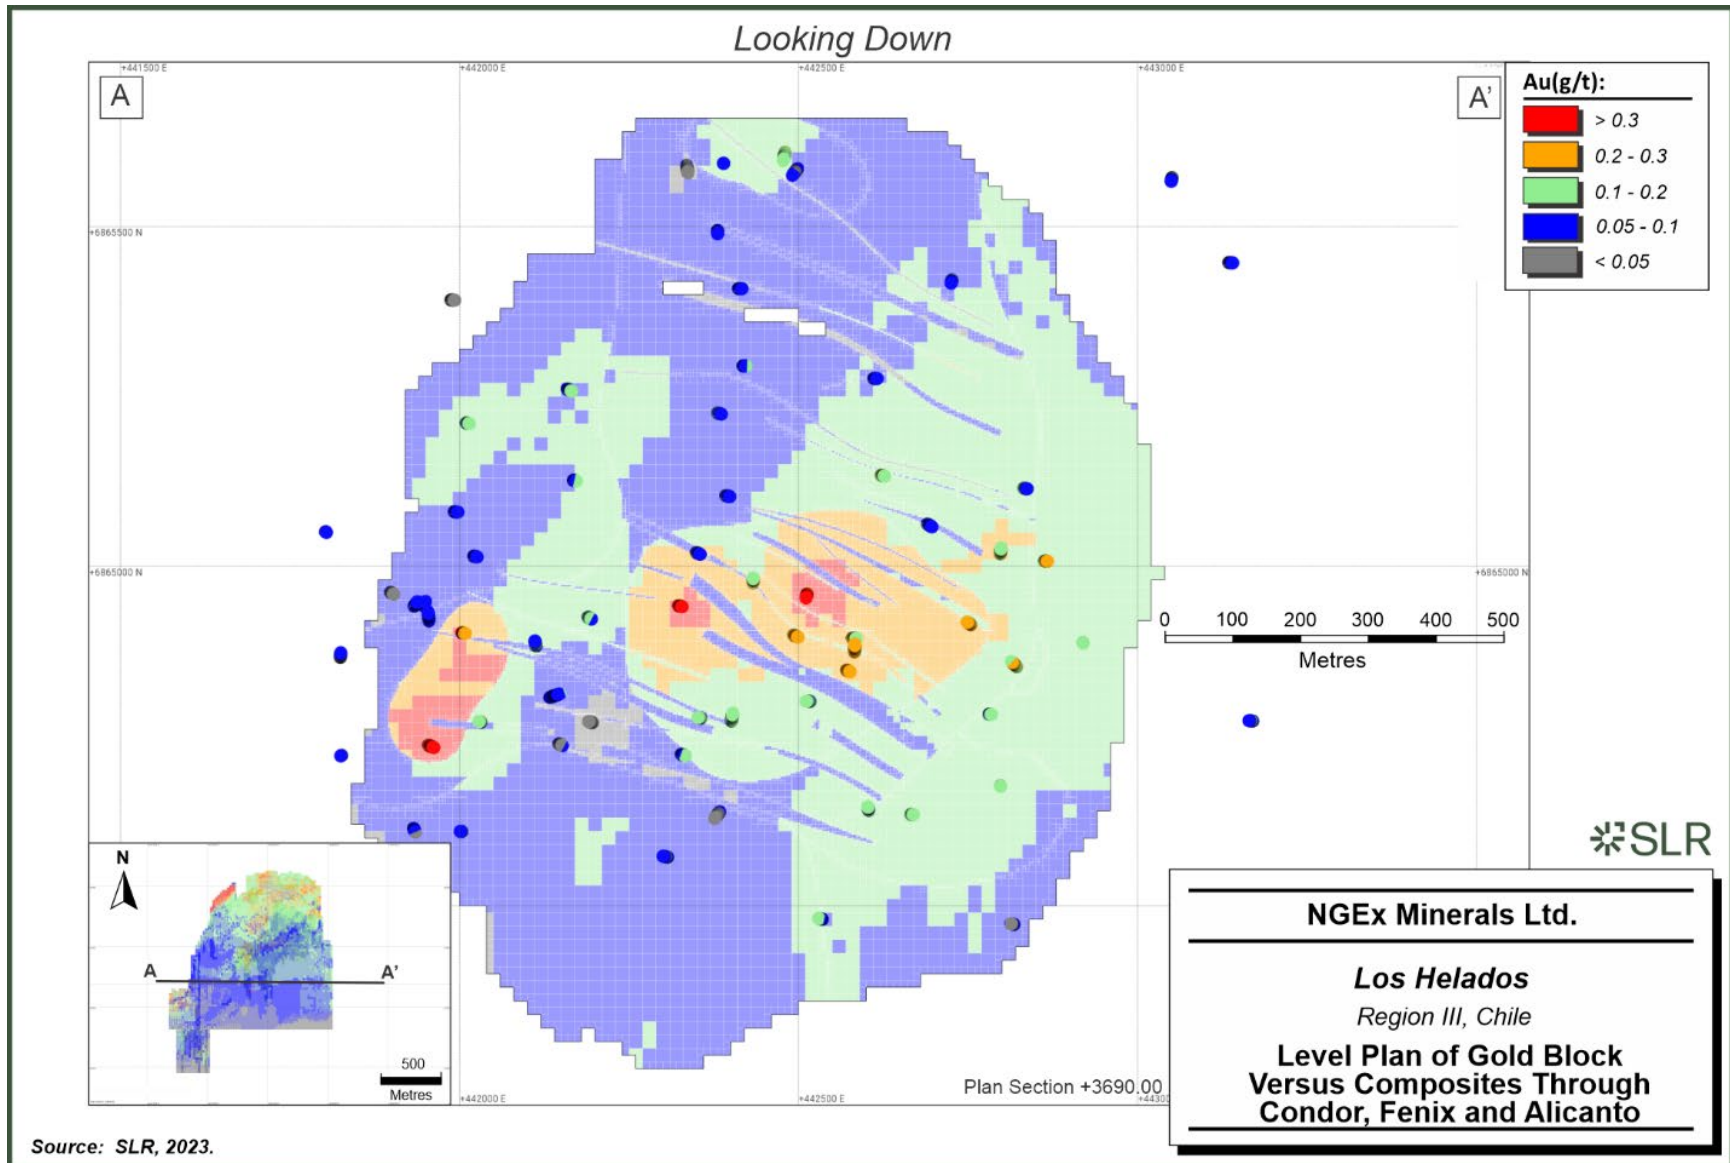 Looking Down
+441500 E
+442000 E
+442500 E
+443000 E
A
A'
Au(g/t):
> 0.3
0.2 - 0.3
0.1 - 0.2
0.05 - 0.1
< 0.05
+6865500 N
+6865000 N
+6865000 N
0 100 200 300 400 500
Metres
SLR
N
A
A'
500
Metres
+442000 E
+442500 E
Plan Section +3690.00
NGEx Minerals Ltd.
Los Helados
Region III, Chile
Level Plan of Gold Block
Versus Composites Through
Condor, Fenix and Alicanto
Source: SLR, 2023.